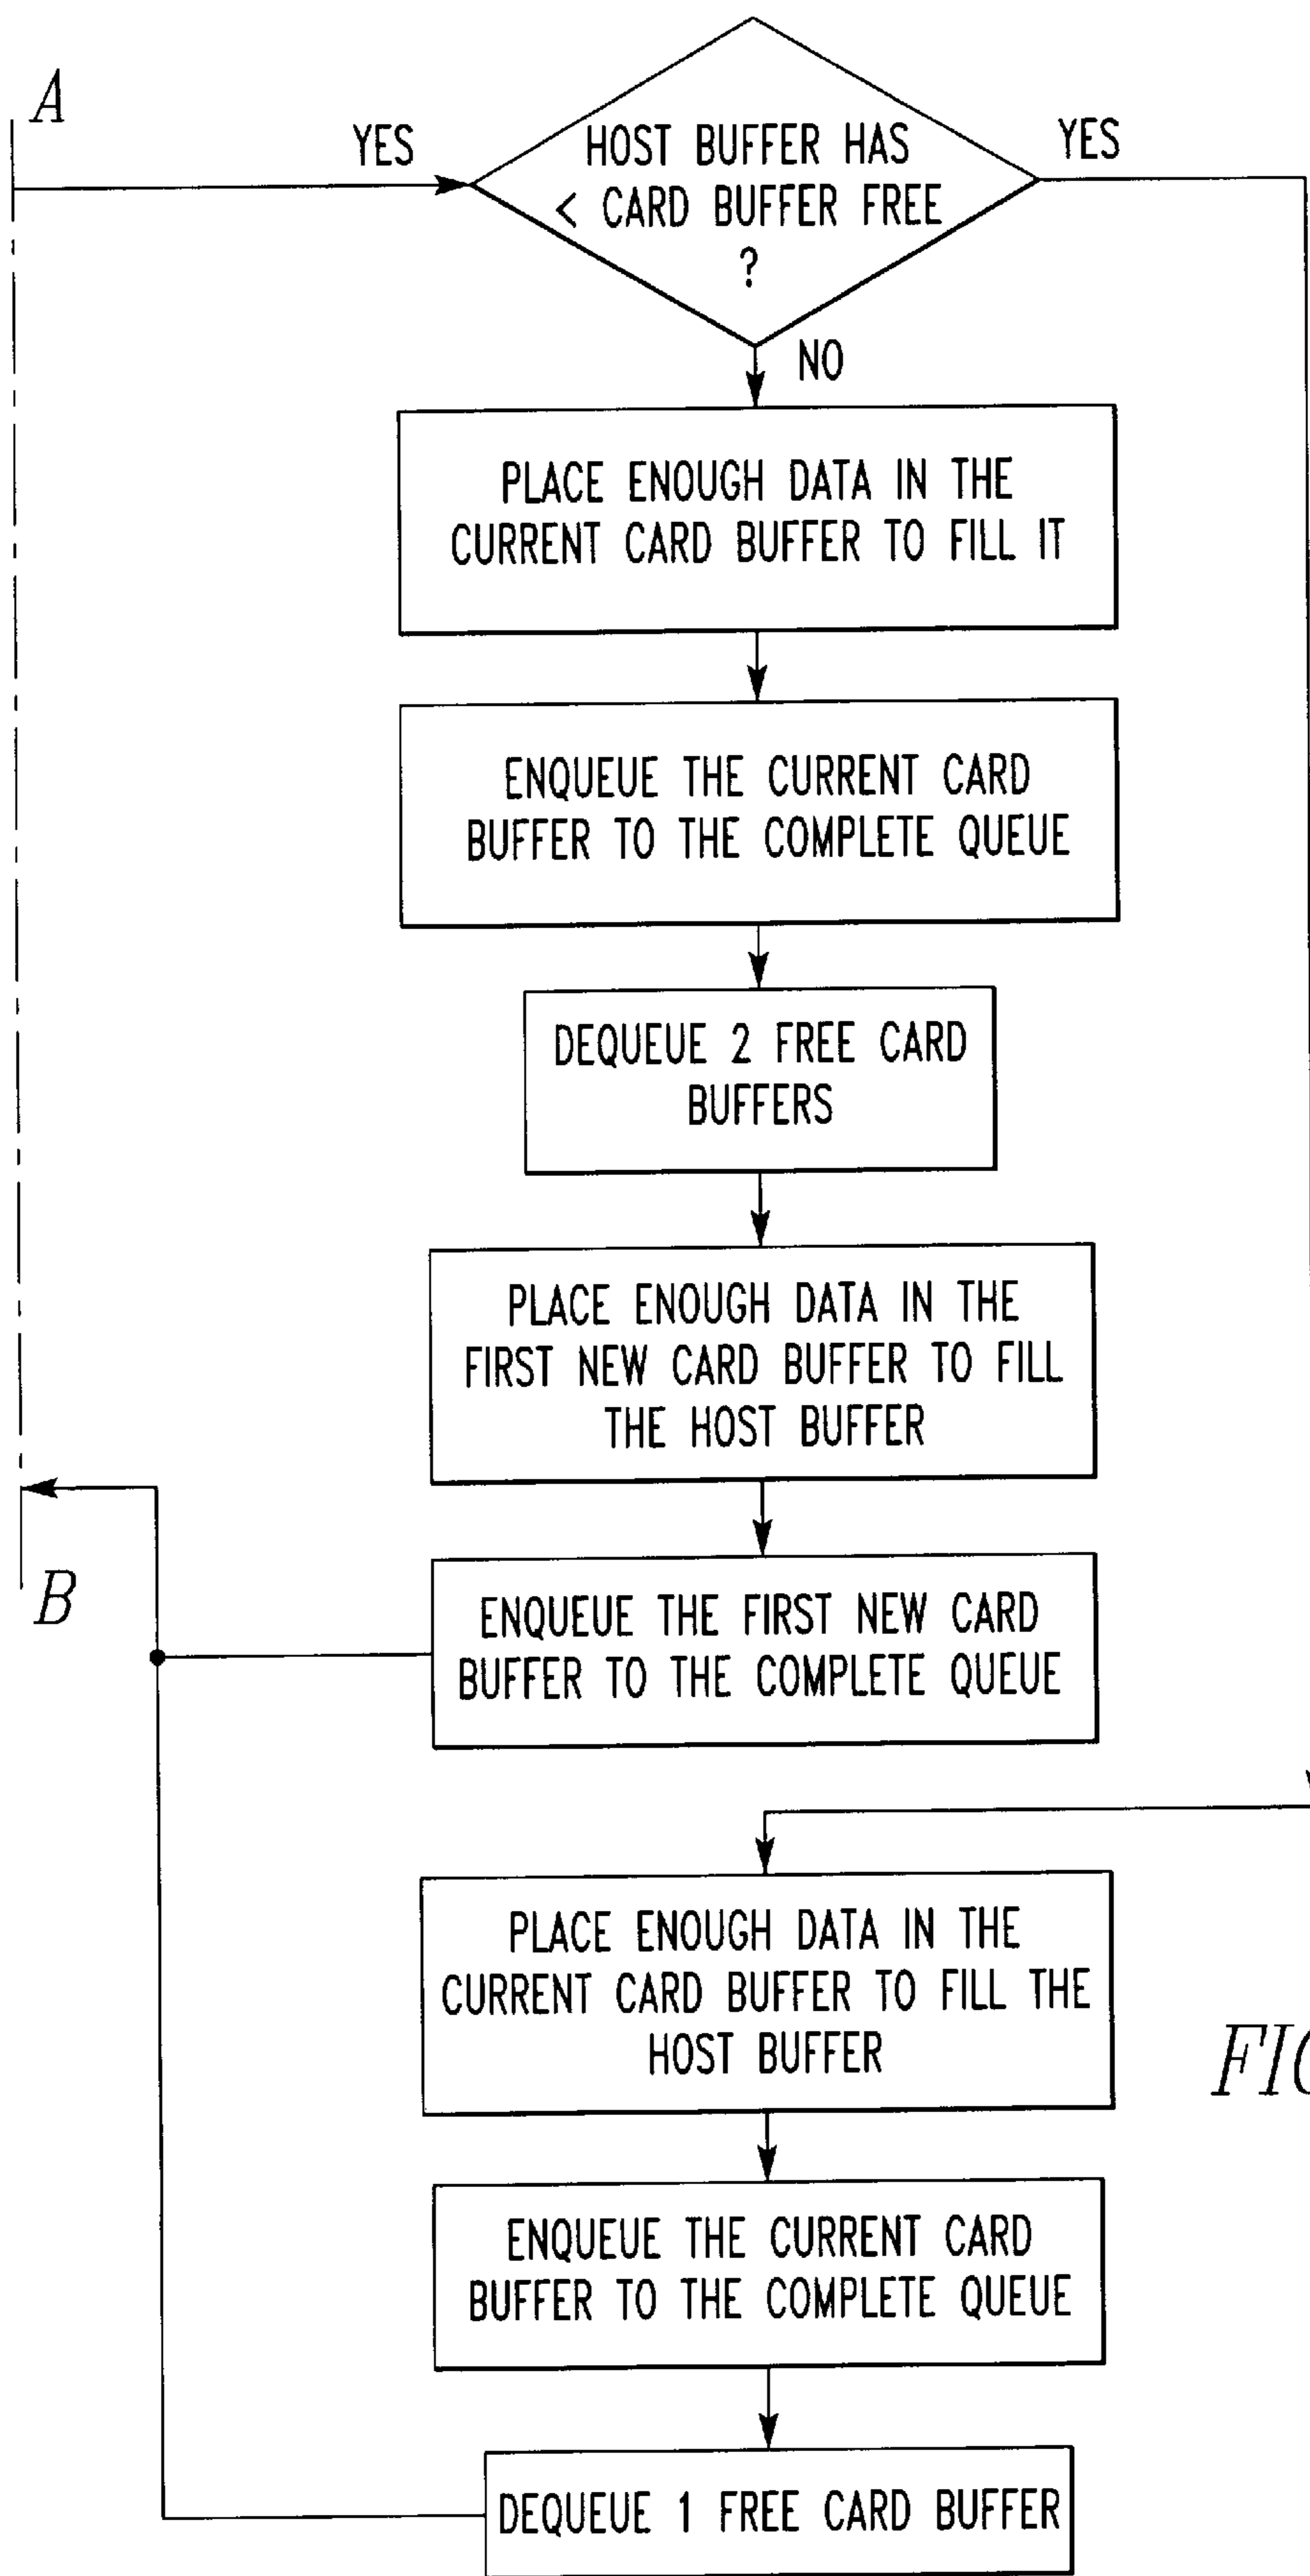 A
YES
HOST BUFFER HAS
< CARD BUFFER FREE
?
YES
NO
PLACE ENOUGH DATA IN THE
CURRENT CARD BUFFER TO FILL IT
ENQUEUE THE CURRENT CARD
BUFFER TO THE COMPLETE QUEUE
DEQUEUE 2 FREE CARD
BUFFERS
PLACE ENOUGH DATA IN THE
FIRST NEW CARD BUFFER TO FILL
THE HOST BUFFER
B
ENQUEUE THE FIRST NEW CARD
BUFFER TO THE COMPLETE QUEUE
PLACE ENOUGH DATA IN THE
CURRENT CARD BUFFER TO FILL THE
HOST BUFFER
ENQUEUE THE CURRENT CARD
BUFFER TO THE COMPLETE QUEUE
DEQUEUE 1 FREE CARD BUFFER